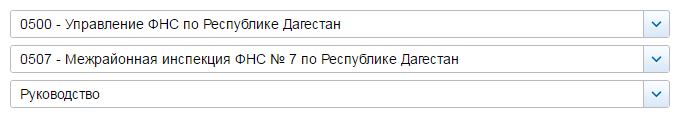 0500 - Управление ФНС по Республике Дагестан
0507 - Межрайонная инспекция ФНС № 7 по Республике Дагестан
Руководство